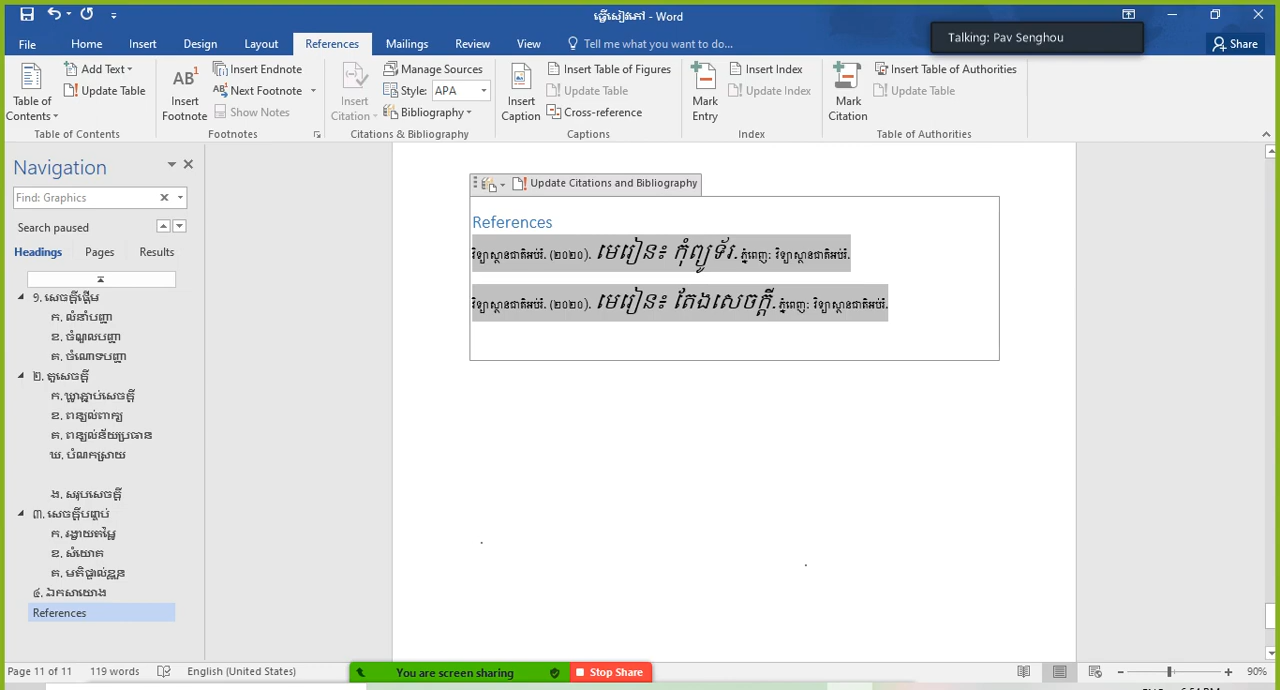 ធ្វើសៀវភៅ - Word
Talking: Pav Senghou
File Home Insert Design Layout References Mailings Review View Tell me what you want to do... Share
Table of Contents
Add Text
Update Table
Table of Contents
AB¹
Insert Footnote
Insert Endnote
Next Footnote
Show Notes
Footnotes
Insert Citation
Manage Sources
Style: APA
Bibliography
Citations & Bibliography
Insert Caption
Insert Table of Figures
Update Table
Cross-reference
Captions
Mark Entry
Insert Index
Update Index
Index
Mark Citation
Insert Table of Authorities
Update Table
Table of Authorities
Navigation
Find: Graphics
Search paused
Headings Pages Results
១. សេចក្ដីផ្ដើម
ក. លំនាំបញ្ហា
ខ. ចំណូលបញ្ហា
គ. ចំណោទបញ្ហា
២. តួសេចក្ដី
ក. ឃ្លាភ្ជាប់សេចក្ដី
ខ. ពន្យល់ពាក្យ
គ. ពន្យល់ន័យប្រធាន
ឃ. បំណកស្រាយ
ង. សរុបសេចក្ដី
៣. សេចក្ដីបញ្ចប់
ក. រង្វាយតម្លៃ
ខ. សំយោគ
គ. មតិផ្ទាល់ខ្លួន
៤. ឯកសាយោង
References
Update Citations and Bibliography
References
វិទ្យាស្ថានជាតិអប់រំ. (២០២០). មេរៀន៖ កុំព្យូទ័រ. ភ្នំពេញ: វិទ្យាស្ថានជាតិអប់រំ.
វិទ្យាស្ថានជាតិអប់រំ. (២០២០). មេរៀន៖ តែងសេចក្ដី. ភ្នំពេញ: វិទ្យាស្ថានជាតិអប់រំ.
Page 11 of 11 119 words English (United States) You are screen sharing Stop Share 90%